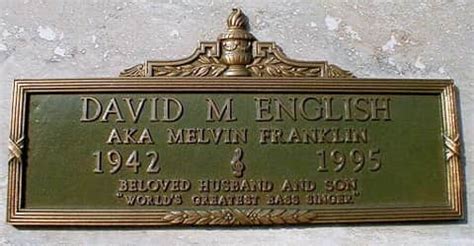 DAVID M ENGLISH
AKA MELVIN FRANKLIN
1942 1995
BELOVED HUSBAND AND SON
"WORLD'S GREATEST BASS SINGER"